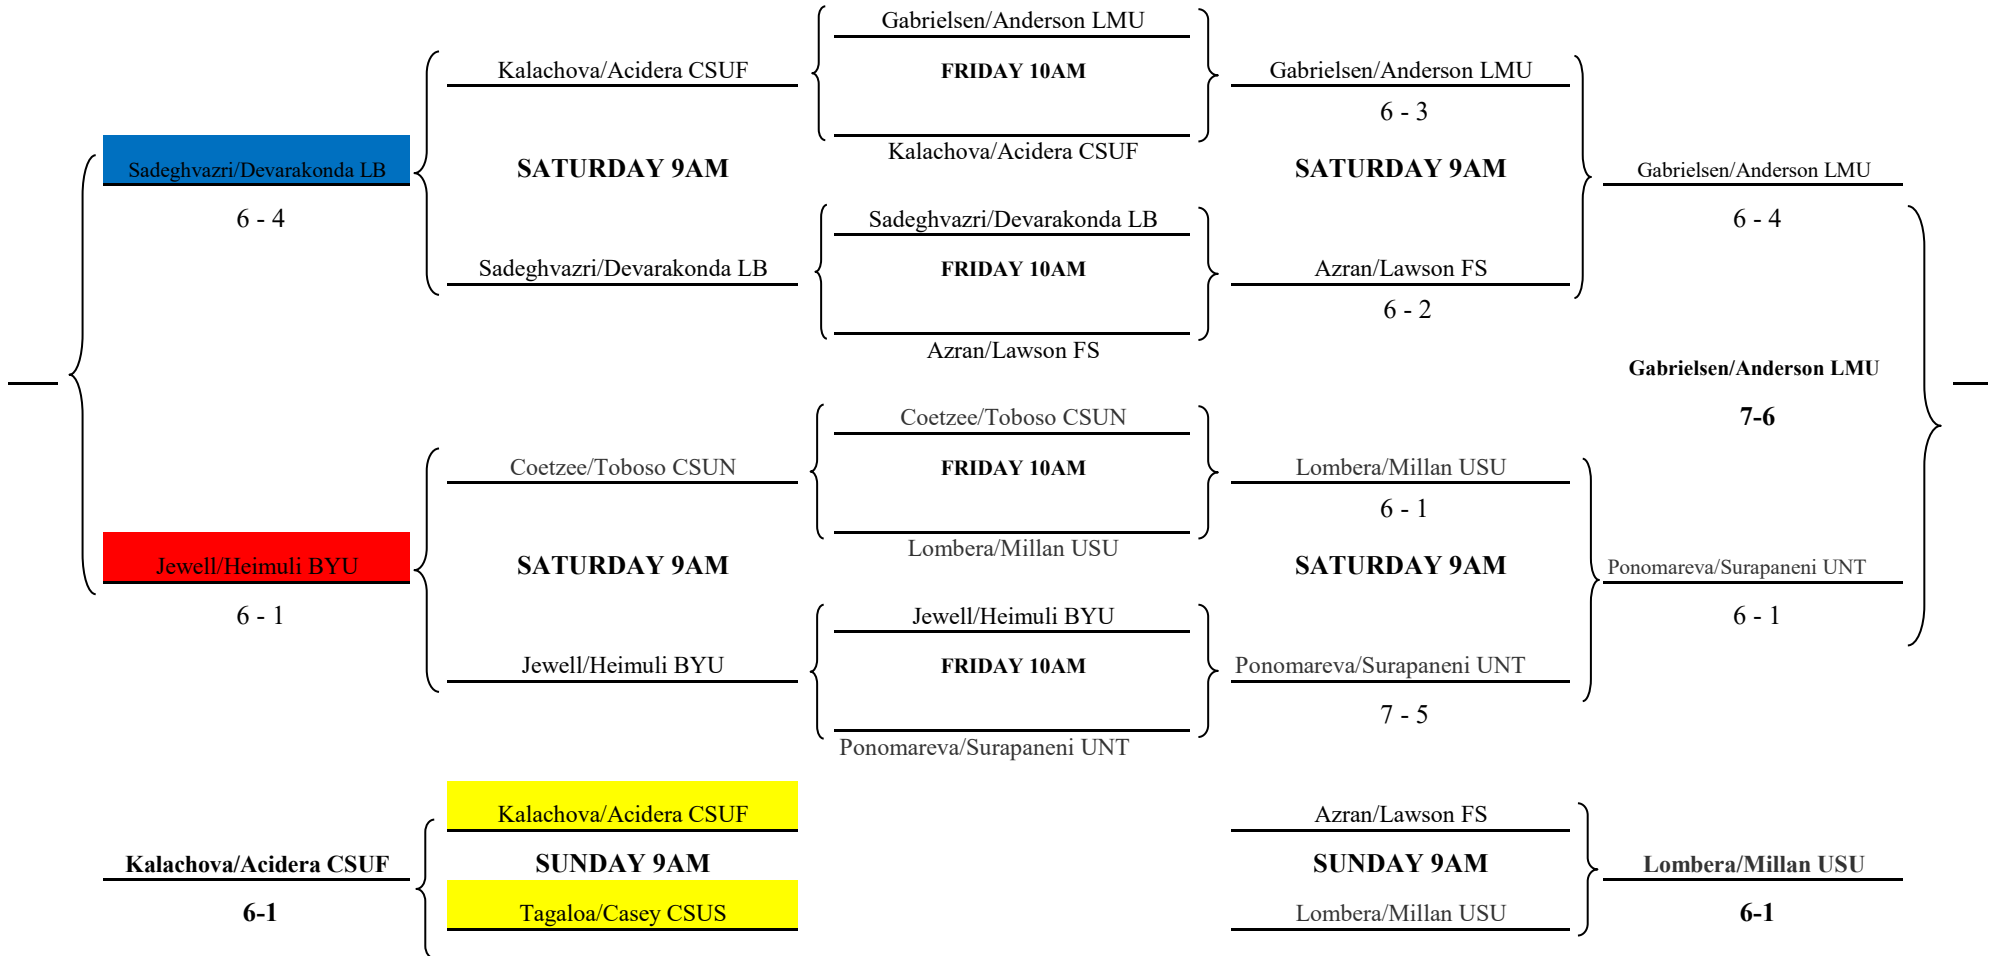 Gabrielsen/Anderson LMU
Kalachova/Acidera CSUF
FRIDAY 10AM
Gabrielsen/Anderson LMU
6 - 3
Kalachova/Acidera CSUF
Sadeghvazri/Devarakonda LB
SATURDAY 9AM
SATURDAY 9AM
Gabrielsen/Anderson LMU
6 - 4
Sadeghvazri/Devarakonda LB
6 - 4
Sadeghvazri/Devarakonda LB
FRIDAY 10AM
Azran/Lawson FS
6 - 2
Azran/Lawson FS
Gabrielsen/Anderson LMU
7-6
Coetzee/Toboso CSUN
Coetzee/Toboso CSUN
FRIDAY 10AM
Lombera/Millan USU
6 - 1
Lombera/Millan USU
Jewell/Heimuli BYU
SATURDAY 9AM
SATURDAY 9AM
Ponomareva/Surapaneni UNT
6 - 1
Jewell/Heimuli BYU
6 - 1
Jewell/Heimuli BYU
FRIDAY 10AM
Ponomareva/Surapaneni UNT
7 - 5
Ponomareva/Surapaneni UNT
Kalachova/Acidera CSUF
Azran/Lawson FS
Kalachova/Acidera CSUF
SUNDAY 9AM
SUNDAY 9AM
Lombera/Millan USU
6-1
Tagaloa/Casey CSUS
Lombera/Millan USU
6-1